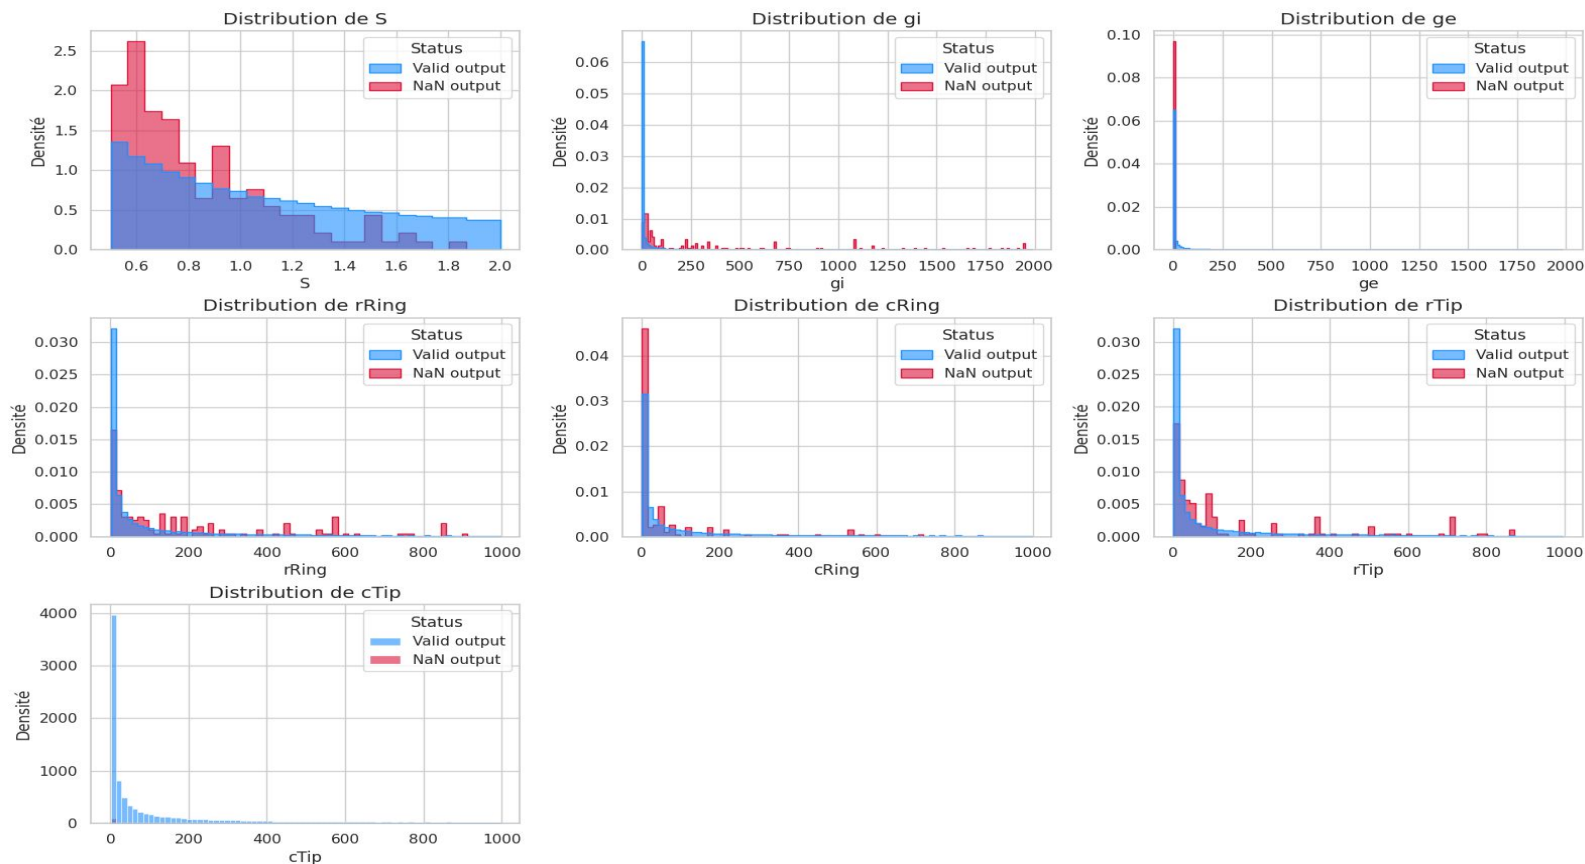 Distribution de S
Densité
2.5
2.0
1.5
1.0
0.5
0.0
Status
Valid output
NaN output
0.6 0.8 1.0 1.2 1.4 1.6 1.8 2.0
S
Distribution de gi
Densité
0.06
0.05
0.04
0.03
0.02
0.01
0.00
Status
Valid output
NaN output
0 250 500 750 1000 1250 1500 1750 2000
gi
Distribution de ge
Densité
0.10
0.08
0.06
0.04
0.02
0.00
Status
Valid output
NaN output
0 250 500 750 1000 1250 1500 1750 2000
ge
Distribution de rRing
Densité
0.030
0.025
0.020
0.015
0.010
0.005
0.000
Status
Valid output
NaN output
0 200 400 600 800 1000
rRing
Distribution de cRing
Densité
0.04
0.03
0.02
0.01
0.00
Status
Valid output
NaN output
0 200 400 600 800 1000
cRing
Distribution de rTip
Densité
0.030
0.025
0.020
0.015
0.010
0.005
0.000
Status
Valid output
NaN output
0 200 400 600 800 1000
rTip
Distribution de cTip
Densité
4000
3000
2000
1000
0
Status
Valid output
NaN output
0 200 400 600 800 1000
cTip